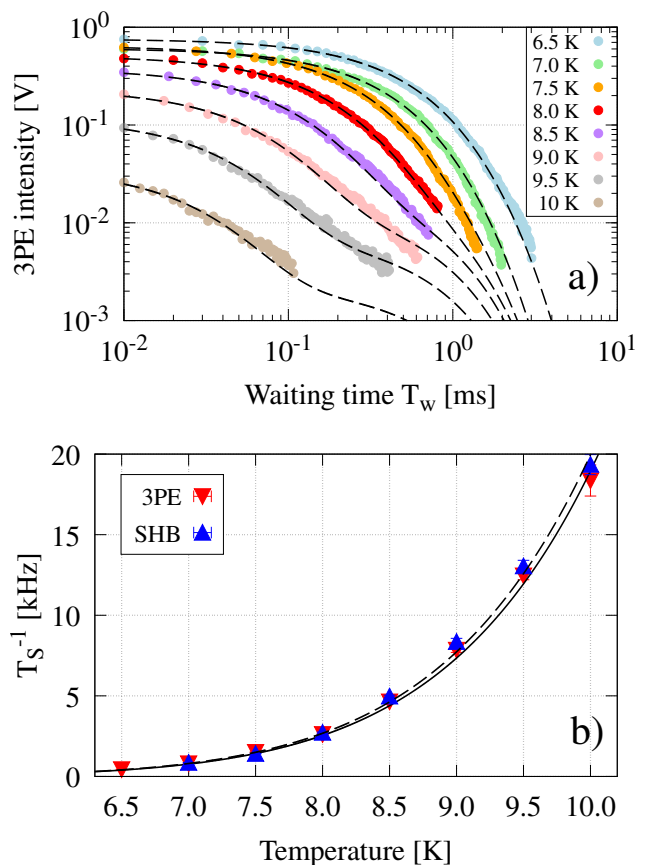 10⁰
10⁻¹
10⁻²
10⁻³
3PE intensity [V]
6.5 K
7.0 K
7.5 K
8.0 K
8.5 K
9.0 K
9.5 K
10 K
a)
10⁻² 10⁻¹ 10⁰ 10¹
Waiting time T_W [ms]
20
15
10
5
0
T_S⁻¹ [kHz]
3PE
SHB
b)
6.5 7.0 7.5 8.0 8.5 9.0 9.5 10.0
Temperature [K]